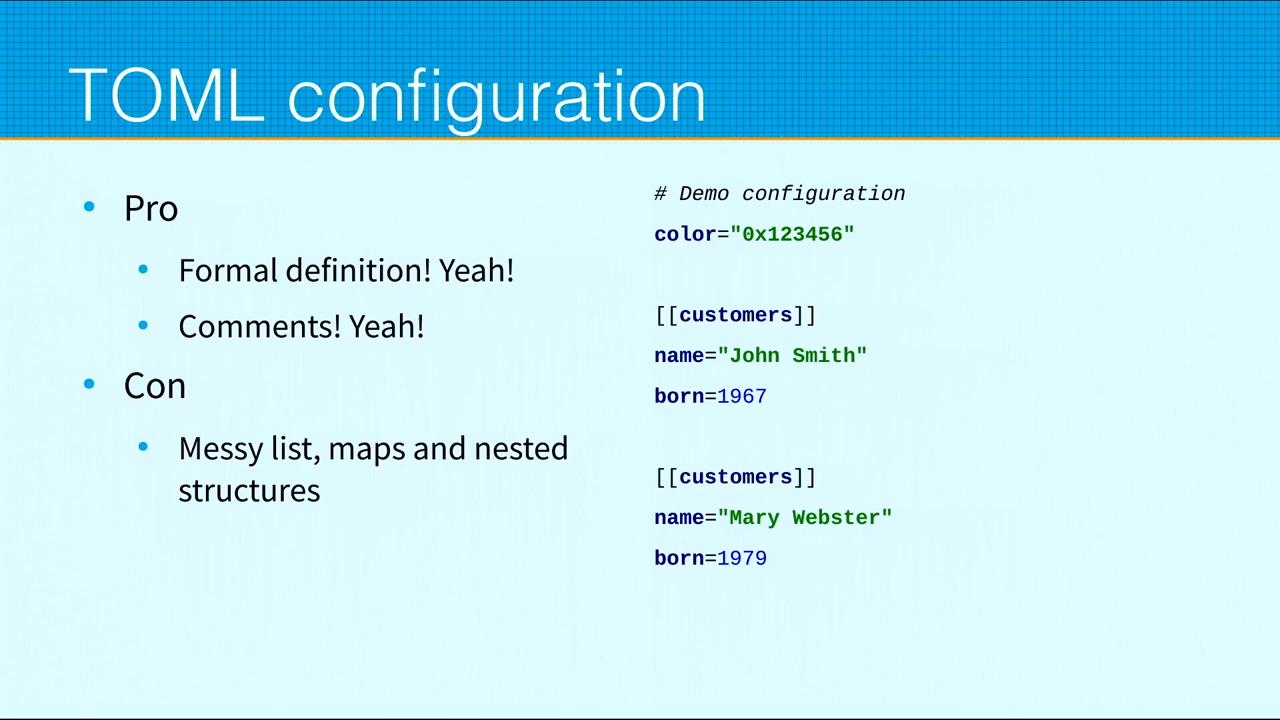 TOML configuration
• Pro
• Formal definition! Yeah!
• Comments! Yeah!
• Con
• Messy list, maps and nested
structures
# Demo configuration
color="0x123456"
[[customers]]
name="John Smith"
born=1967
[[customers]]
name="Mary Webster"
born=1979